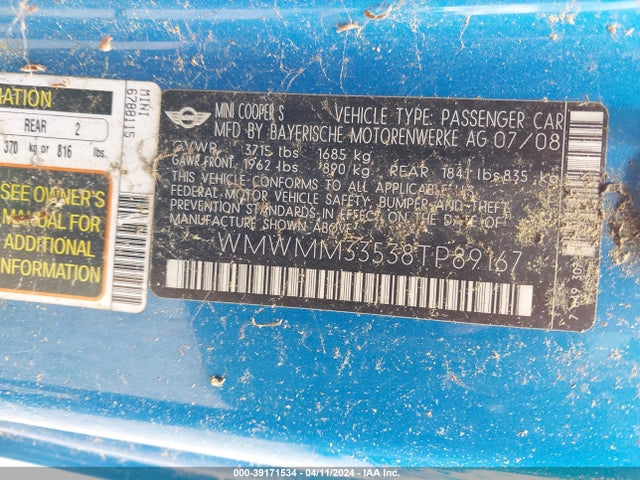 MATION
REAR 2
370 kg or 816 lbs.
SEE OWNER'S
MANUAL FOR
ADDITIONAL
INFORMATION
MINI
6788115
MINI COOPER S VEHICLE TYPE: PASSENGER CAR
MFD BY BAYERISCHE MOTORENWERKE AG 07/08
GVWR 3715 lbs 1685 kg
GAWR FRONT 1962 lbs 890 kg REAR 1841 lbs 835 kg
THIS VEHICLE CONFORMS TO ALL APPLICABLE U.S.
FEDERAL MOTOR VEHICLE SAFETY, BUMPER AND THEFT
PREVENTION STANDARDS IN EFFECT ON THE DATE OF
MANUFACTURE SHOWN ABOVE
WMWMM33538TP89167
000-39171534 - 04/11/2024 - IAA Inc.